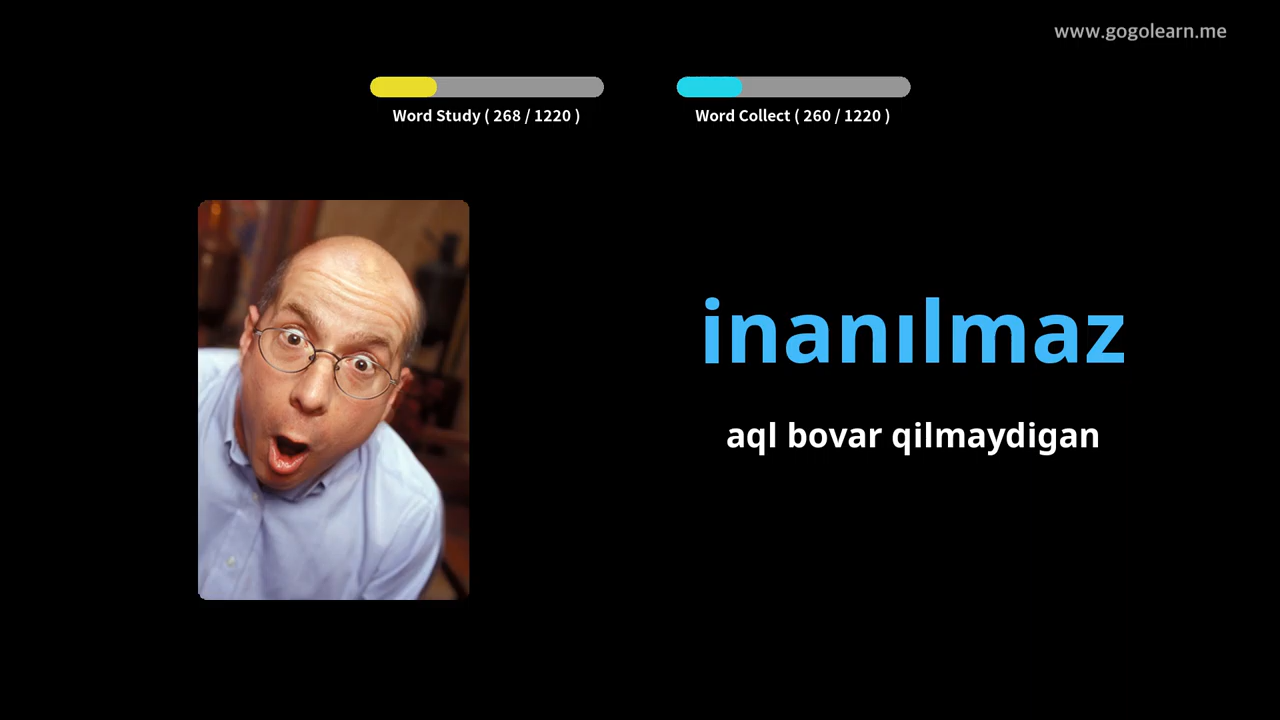 www.gogolearn.me
Word Study ( 268 / 1220 )
Word Collect ( 260 / 1220 )
inanılmaz
aql bovar qilmaydigan